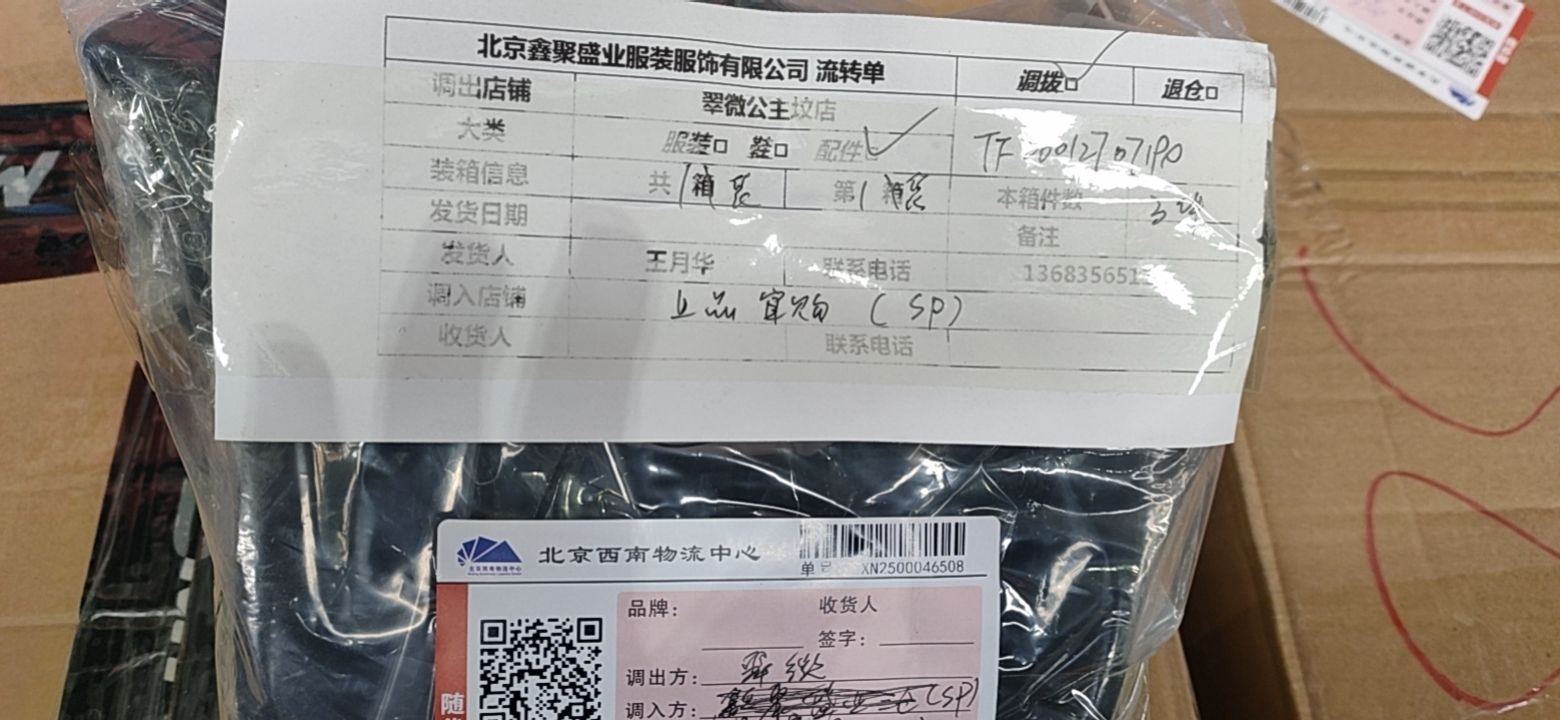 北京鑫聚盛业服装服饰有限公司 流转单 调拨□ 退仓□
调出店铺 翠微公主坟店
大类 服装□ 鞋□ 配件
装箱信息 共1箱 第1箱 本箱件数
发货日期 备注
发货人 王月华 联系电话 136835651
调入店铺 (SP)
收货人 联系电话
北京西南物流中心
单号 XN2500046508
品牌: 收货人
签字:
调出方: 翠微
调入方: (SP)
随